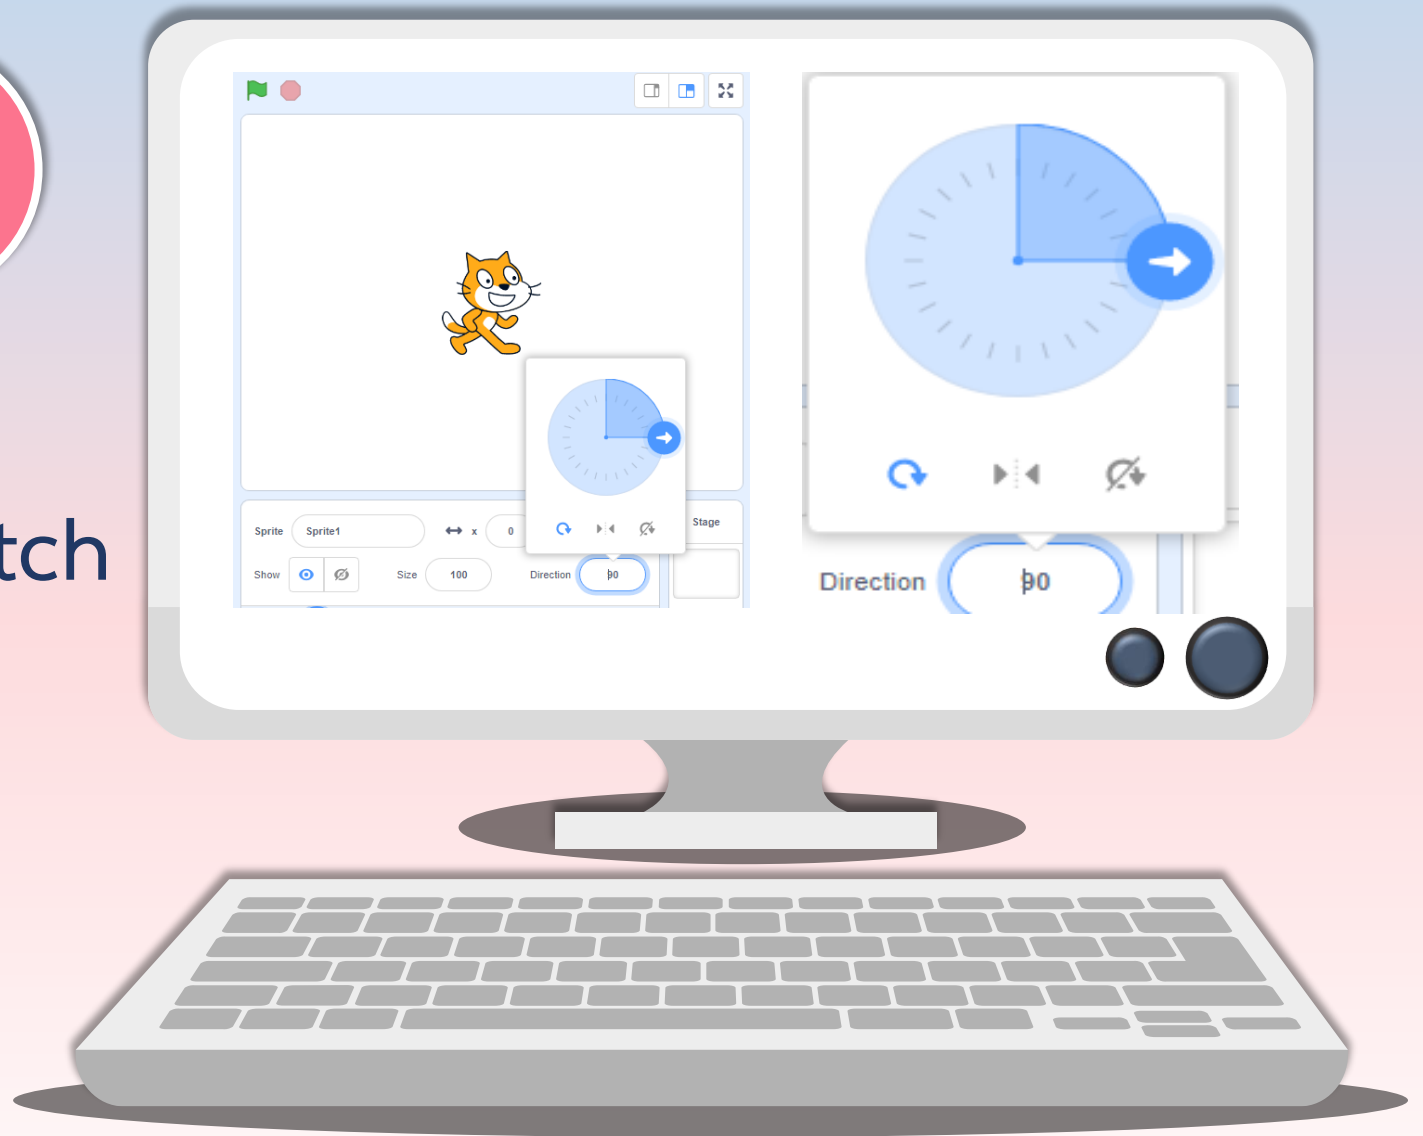 tch
Sprite Sprite1 x 0
Stage
Show Size 100 Direction 90
Direction 90